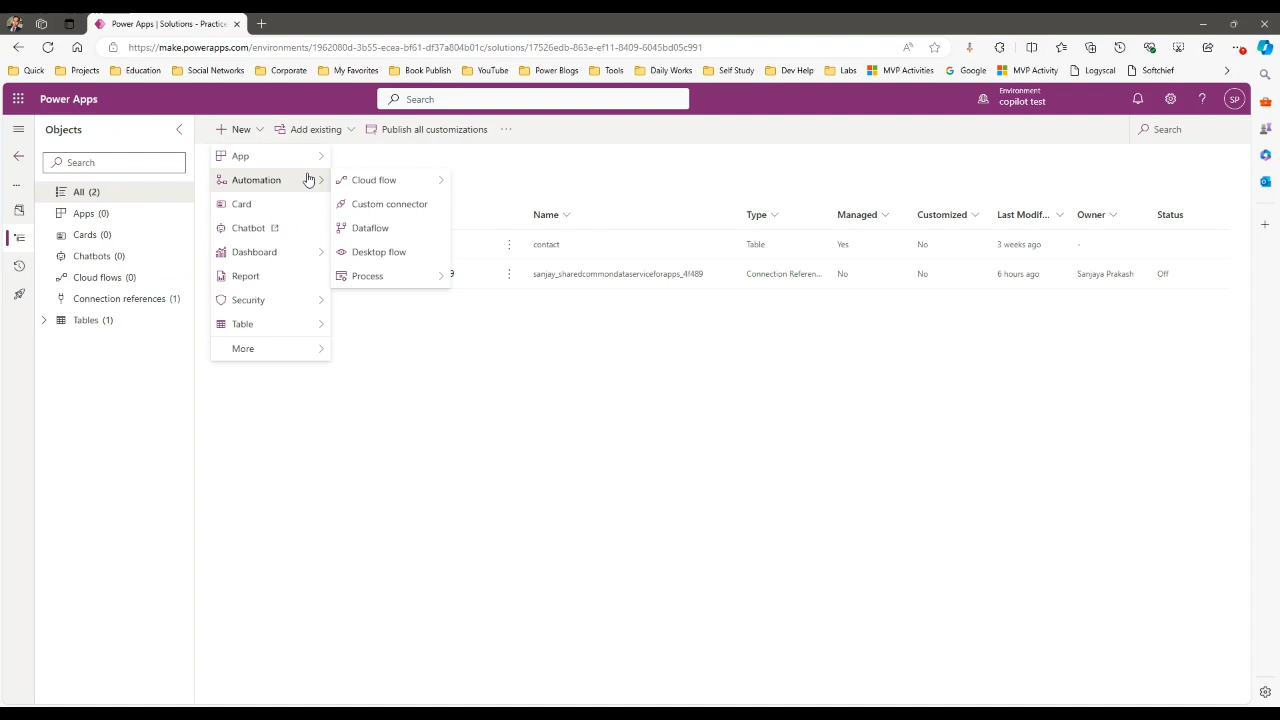 Power Apps | Solutions - Practice
https://make.powerapps.com/environments/1962080d-3b55-ecea-bf61-df37a804b01c/solutions/17526edb-863e-ef11-8409-6045bd05c991
Quick Projects Education Social Networks Corporate My Favorites Book Publish YouTube Power Blogs Tools Daily Works Self Study Dev Help Labs MVP Activities Google MVP Activity Logyscal Softchief
Power Apps
Search
Environment
copilot test
SP
Objects
Search
All (2)
Apps (0)
Cards (0)
Chatbots (0)
Cloud flows (0)
Connection references (1)
Tables (1)
New Add existing Publish all customizations ... Search
App
Automation
Card
Chatbot
Dashboard
Report
Security
Table
More
Cloud flow
Custom connector
Dataflow
Desktop flow
Process
Name Type Managed Customized Last Modif... Owner Status
contact Table Yes No 3 weeks ago -
9 sanjay_sharedcommondataserviceforapps_4f489 Connection Referen... No No 6 hours ago Sanjaya Prakash Off